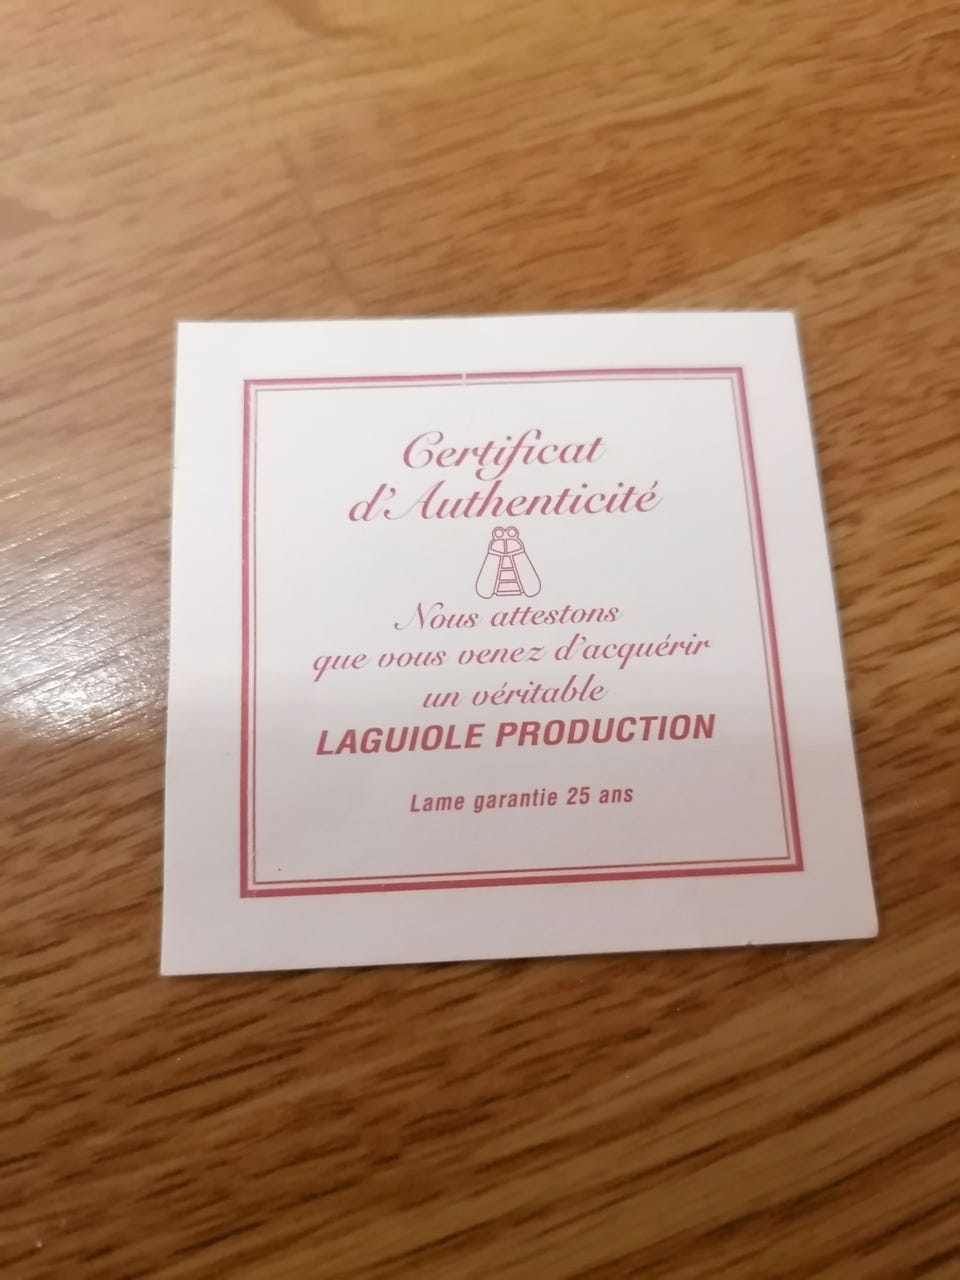 Certificat
d'Authenticité
Nous attestons
que vous venez d'acquérir
un véritable
LAGUIOLE PRODUCTION
Lame garantie 25 ans